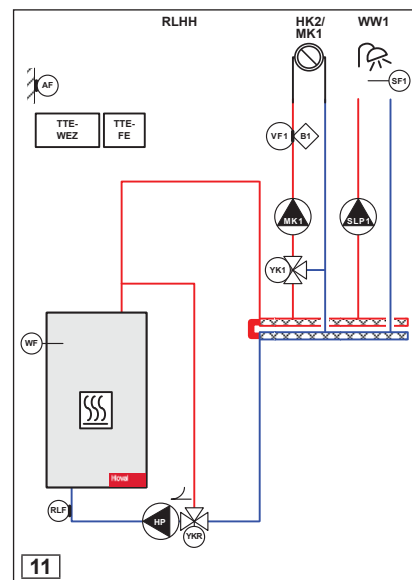 RLHH
HK2/
MK1
WW1
AF
SF1
TTE-
WEZ
TTE-
FE
VF1
B1
MK1
SLP1
YK1
WF
Hoval
RLF
HP
YKR
11